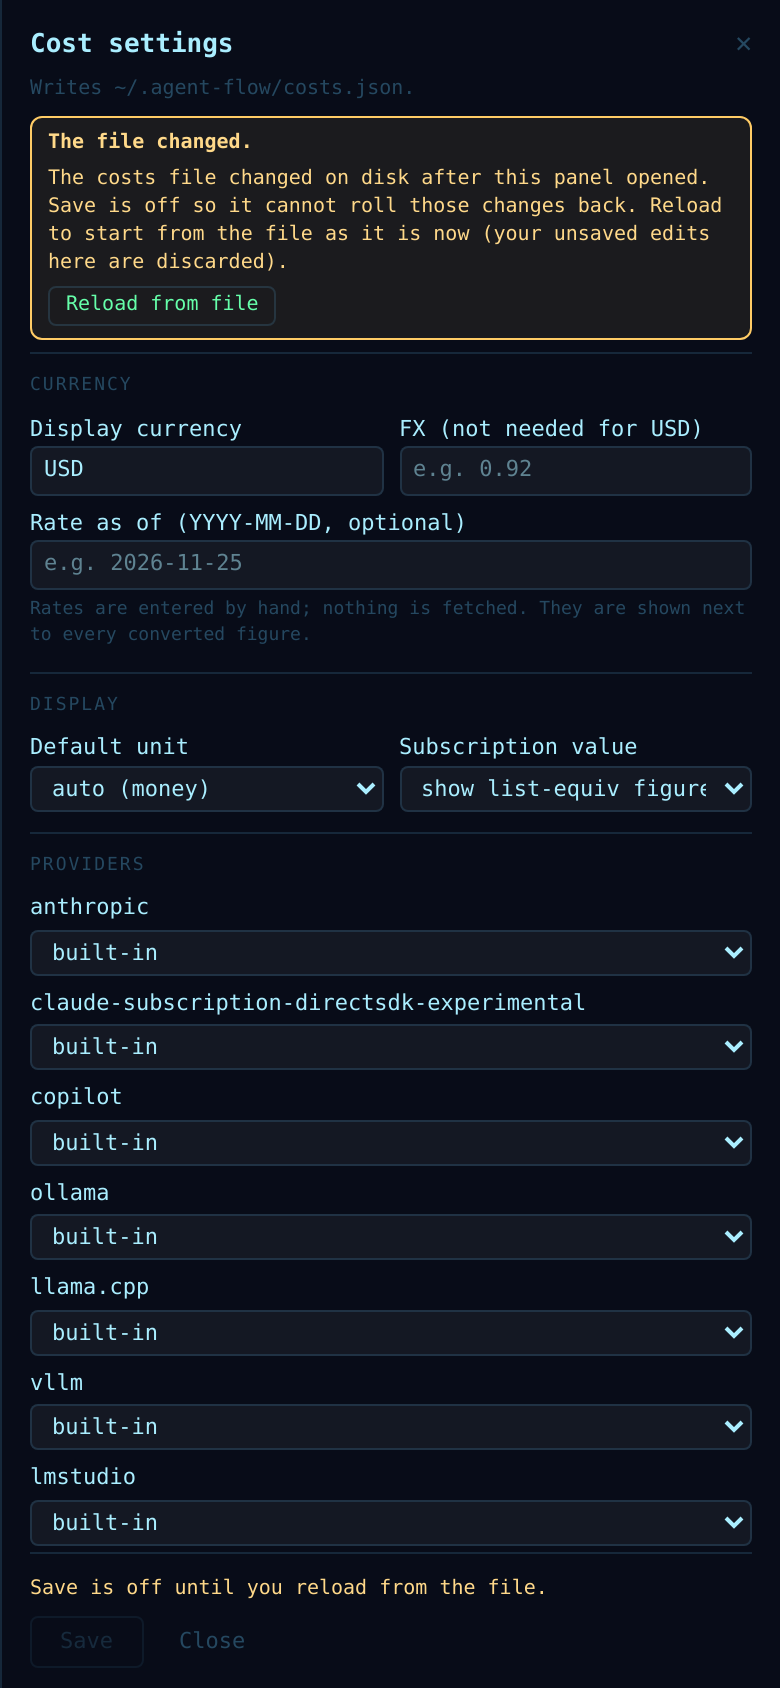 Cost settings ×
Writes ~/.agent-flow/costs.json.
The file changed.
The costs file changed on disk after this panel opened.
Save is off so it cannot roll those changes back. Reload
to start from the file as it is now (your unsaved edits
here are discarded).
Reload from file
CURRENCY
Display currency
FX (not needed for USD)
USD
e.g. 0.92
Rate as of (YYYY-MM-DD, optional)
e.g. 2026-11-25
Rates are entered by hand; nothing is fetched. They are shown next
to every converted figure.
DISPLAY
Default unit
Subscription value
auto (money)
show list-equiv figure
PROVIDERS
anthropic
built-in
claude-subscription-directsdk-experimental
built-in
copilot
built-in
ollama
built-in
llama.cpp
built-in
vllm
built-in
lmstudio
built-in
Save is off until you reload from the file.
Save
Close